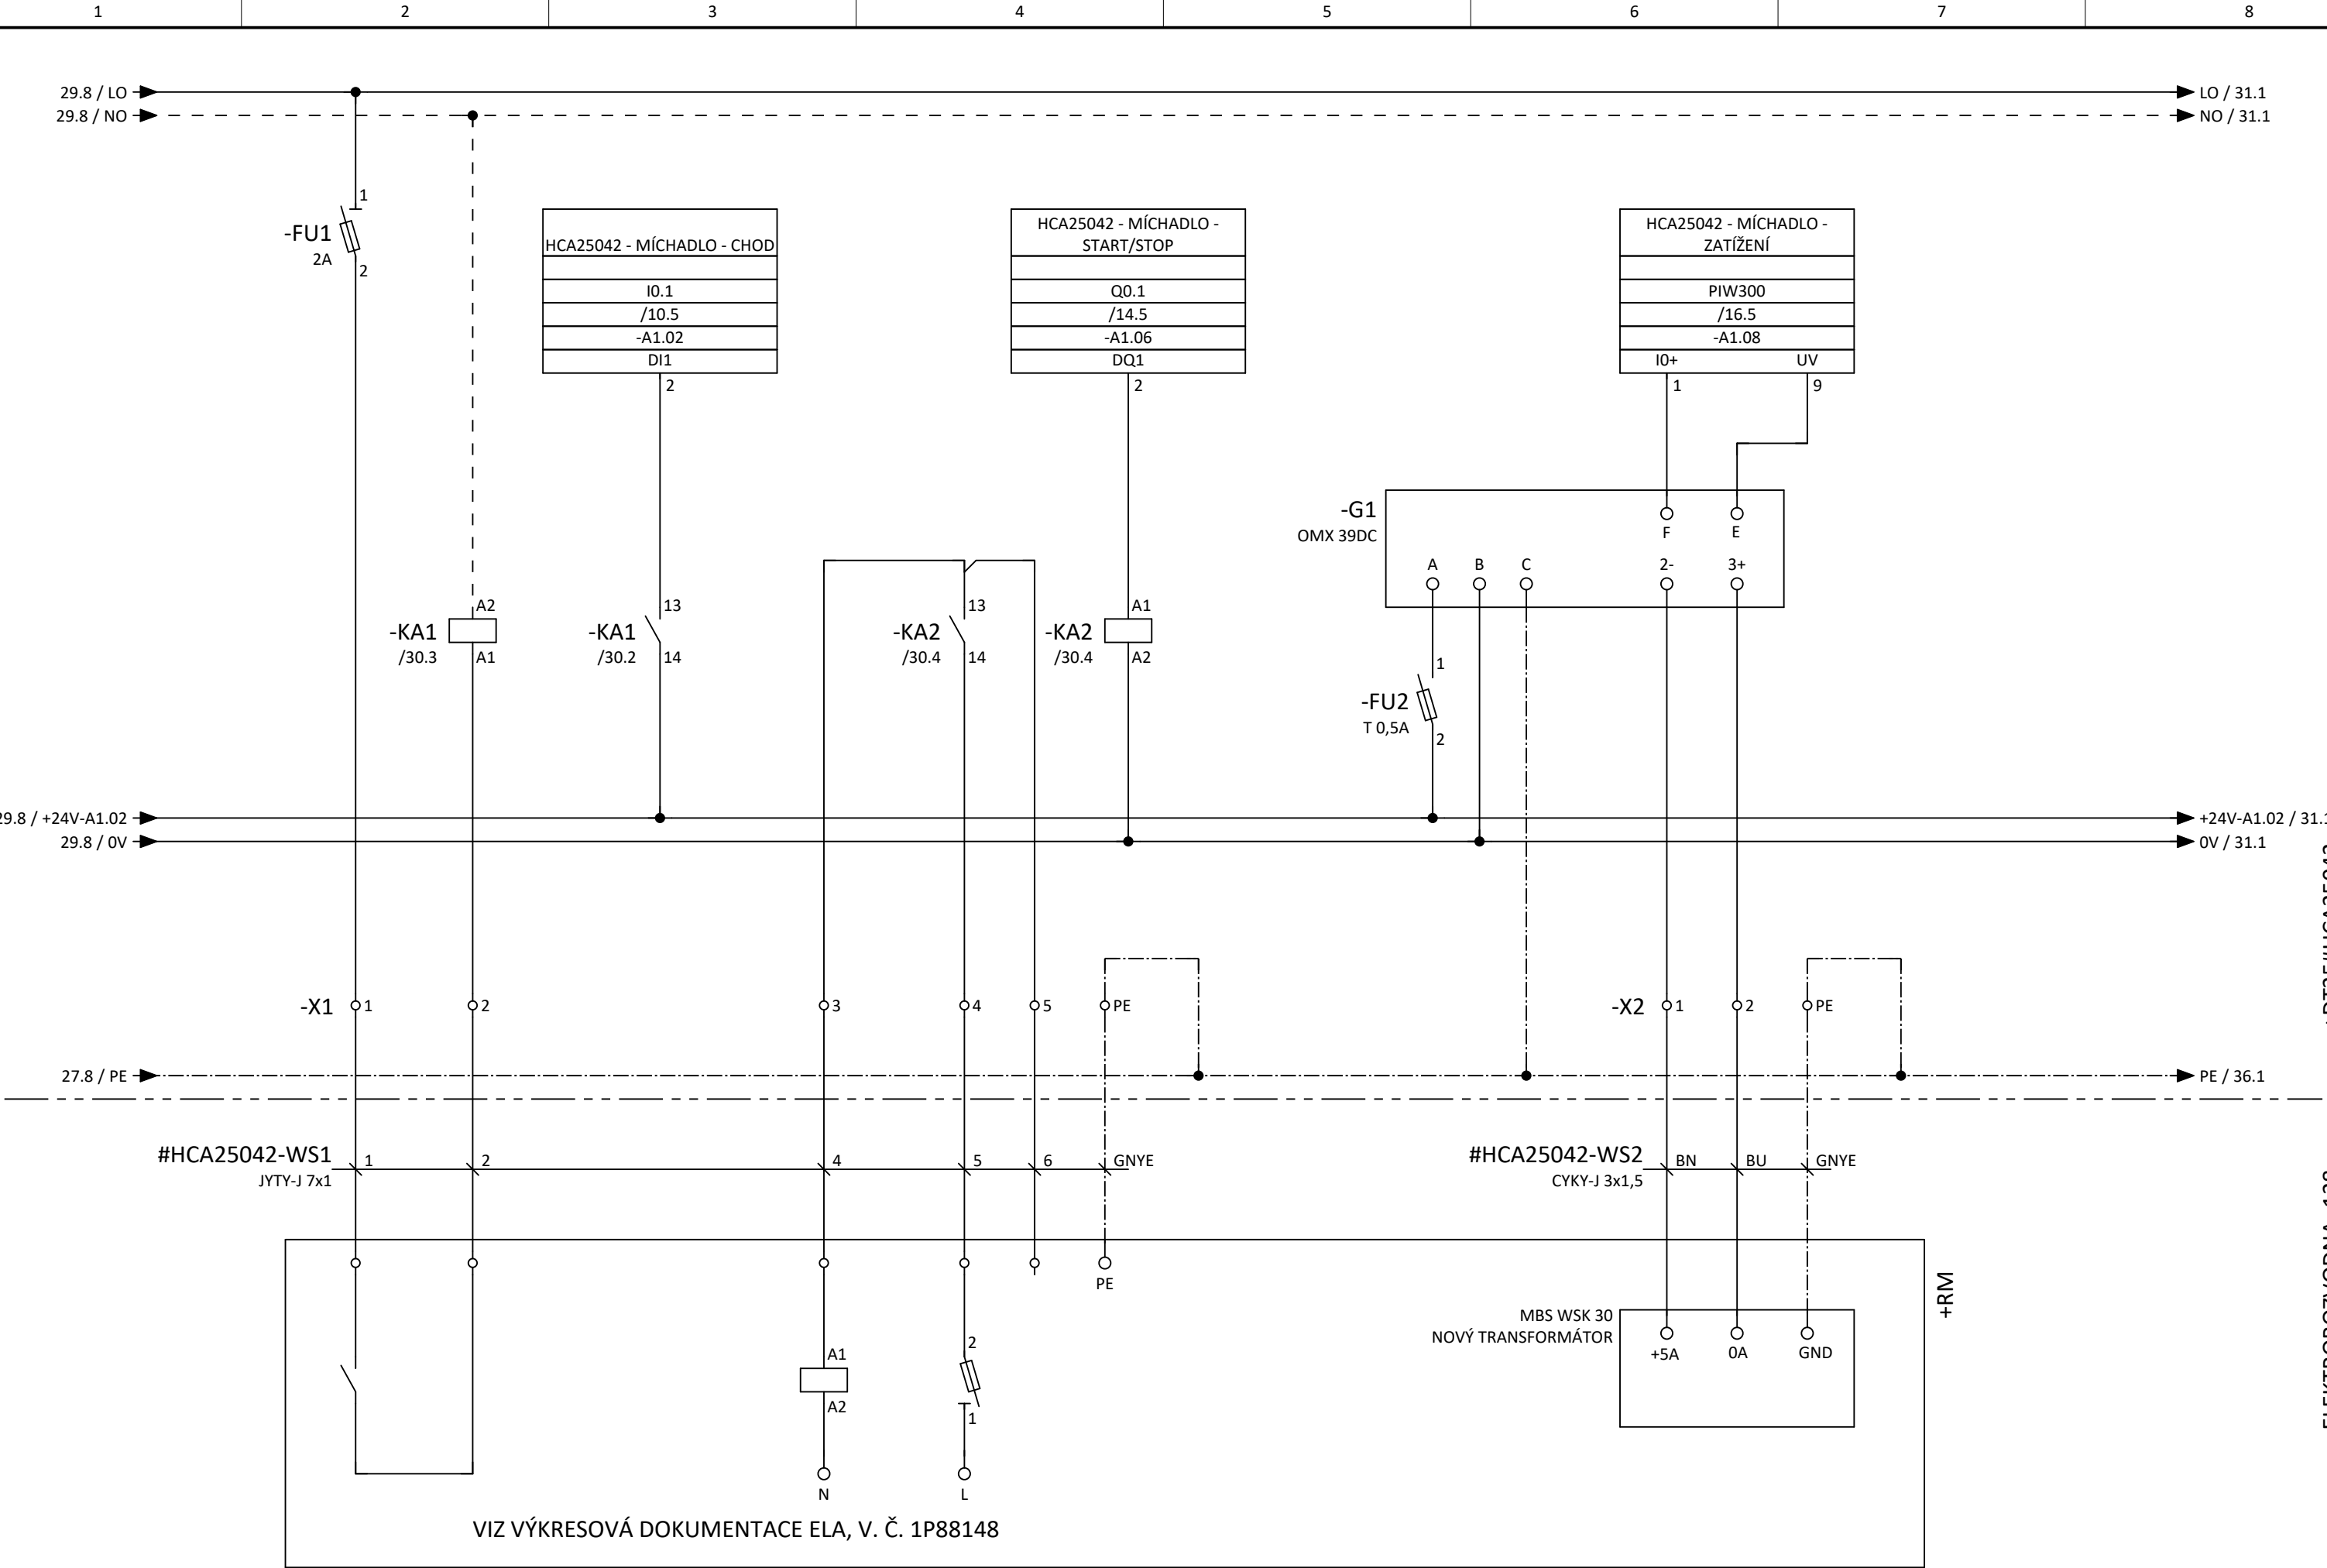 1 2 3 4 5 6 7 8
29.8 / LO
LO / 31.1
29.8 / NO
NO / 31.1
1
-FU1
2A
2
HCA25042 - MÍCHADLO - CHOD
I0.1
/10.5
-A1.02
DI1
2
HCA25042 - MÍCHADLO -
START/STOP
Q0.1
/14.5
-A1.06
DQ1
2
HCA25042 - MÍCHADLO -
ZATÍŽENÍ
PIW300
/16.5
-A1.08
I0+ UV
1 9
-G1
OMX 39DC
F E
A B C 2- 3+
A2
-KA1
/30.3
A1
13
-KA1
/30.2
14
13
-KA2
/30.4
14
A1
-KA2
/30.4
A2
1
-FU2
T 0,5A
2
29.8 / +24V-A1.02
+24V-A1.02 / 31.1
29.8 / 0V
0V / 31.1
-X1 1 2 3 4 5 PE
-X2 1 2 PE
27.8 / PE
PE / 36.1
#HCA25042-WS1
JYTY-J 7x1
1 2 4 5 6 GNYE
#HCA25042-WS2
CYKY-J 3x1,5
BN BU GNYE
PE
+RM
MBS WSK 30
NOVÝ TRANSFORMÁTOR
+5A 0A GND
A1
A2
N
2
1
L
VIZ VÝKRESOVÁ DOKUMENTACE ELA, V. Č. 1P88148